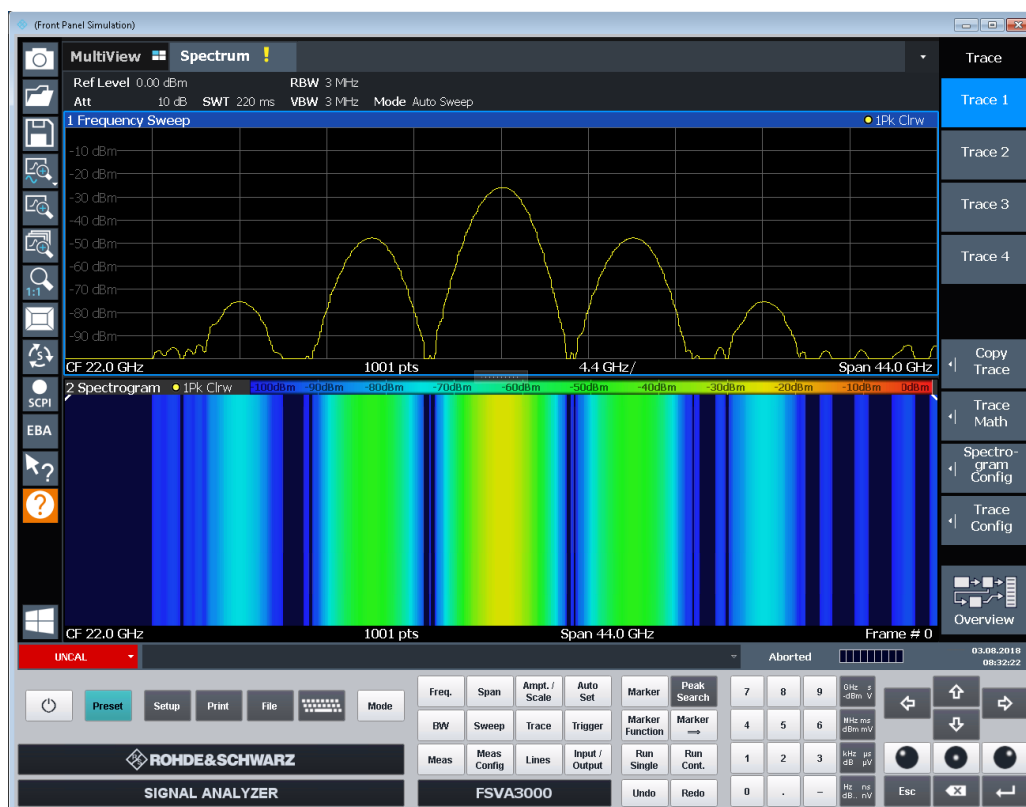 (Front Panel Simulation)
MultiView Spectrum !
Ref Level 0.00 dBm RBW 3 MHz
Att 10 dB SWT 220 ms VBW 3 MHz Mode Auto Sweep
1 Frequency Sweep 1Pk Clrw
-10 dBm
-20 dBm
-30 dBm
-40 dBm
-50 dBm
-60 dBm
-70 dBm
-80 dBm
-90 dBm
CF 22.0 GHz 1001 pts 4.4 GHz/ Span 44.0 GHz
2 Spectrogram 1Pk Clrw -100dBm -90dBm -80dBm -70dBm -60dBm -50dBm -40dBm -30dBm -20dBm -10dBm 0dBm
CF 22.0 GHz 1001 pts Span 44.0 GHz Frame # 0
1:1
SCPI
EBA
Trace
Trace 1
Trace 2
Trace 3
Trace 4
Copy
Trace
Trace
Math
Spectro-
gram
Config
Trace
Config
Overview
UNCAL Aborted 03.08.2018
08:32:22
Preset Setup Print File Mode
Freq. Span Ampt. / Scale Auto Set Marker Peak Search 7 8 9 GHz s -dBm V
BW Sweep Trace Trigger Marker Function Marker ⇒ 4 5 6 MHz ms dBm mV
Meas Meas Config Lines Input / Output Run Single Run Cont. 1 2 3 kHz µs dB µV
ROHDE&SCHWARZ
SIGNAL ANALYZER FSVA3000 Undo Redo 0 . – Hz ns dB.. nV Esc